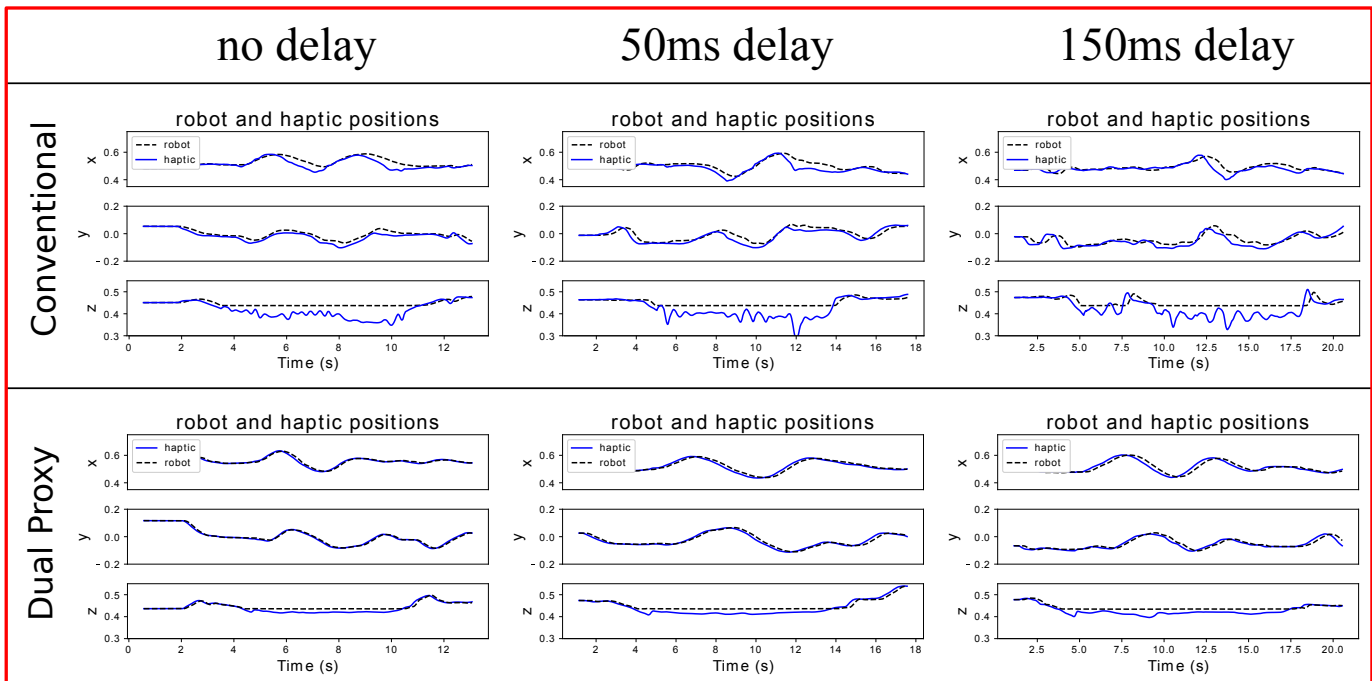 no delay 50ms delay 150ms delay
Conventional
robot and haptic positions
robot
haptic
x
0.6
0.4
y
0.2
0.0
-0.2
z
0.5
0.4
0.3
0 2 4 6 8 10 12
Time (s)
robot and haptic positions
robot
haptic
x
0.6
0.4
y
0.2
0.0
-0.2
z
0.5
0.4
0.3
2 4 6 8 10 12 14 16 18
Time (s)
robot and haptic positions
robot
haptic
x
0.6
0.4
y
0.2
0.0
-0.2
z
0.5
0.4
0.3
2.5 5.0 7.5 10.0 12.5 15.0 17.5 20.0
Time (s)
Dual Proxy
robot and haptic positions
haptic
robot
x
0.6
0.4
y
0.2
0.0
-0.2
z
0.5
0.4
0.3
0 2 4 6 8 10 12
Time (s)
robot and haptic positions
haptic
robot
x
0.6
0.4
y
0.2
0.0
-0.2
z
0.5
0.4
0.3
2 4 6 8 10 12 14 16 18
Time (s)
robot and haptic positions
haptic
robot
x
0.6
0.4
y
0.2
0.0
-0.2
z
0.5
0.4
0.3
2.5 5.0 7.5 10.0 12.5 15.0 17.5 20.0
Time (s)